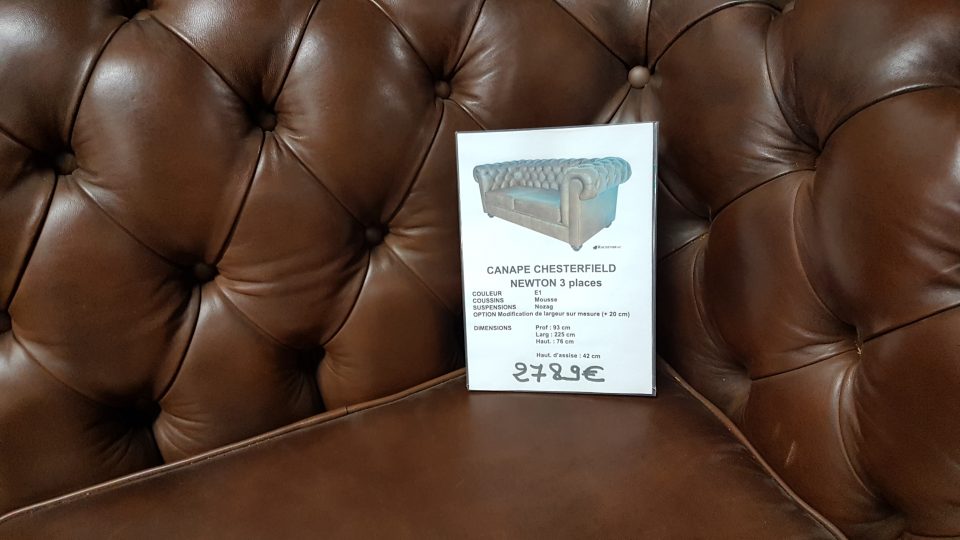 CANAPE CHESTERFIELD
NEWTON 3 places
COULEUR E1
COUSSINS Mousse
SUSPENSIONS Nozag
OPTION Modification de largeur sur mesure (+ 20 cm)
DIMENSIONS Prof : 93 cm
Larg : 225 cm
Haut. : 76 cm
Haut. d'assise : 42 cm
2789€